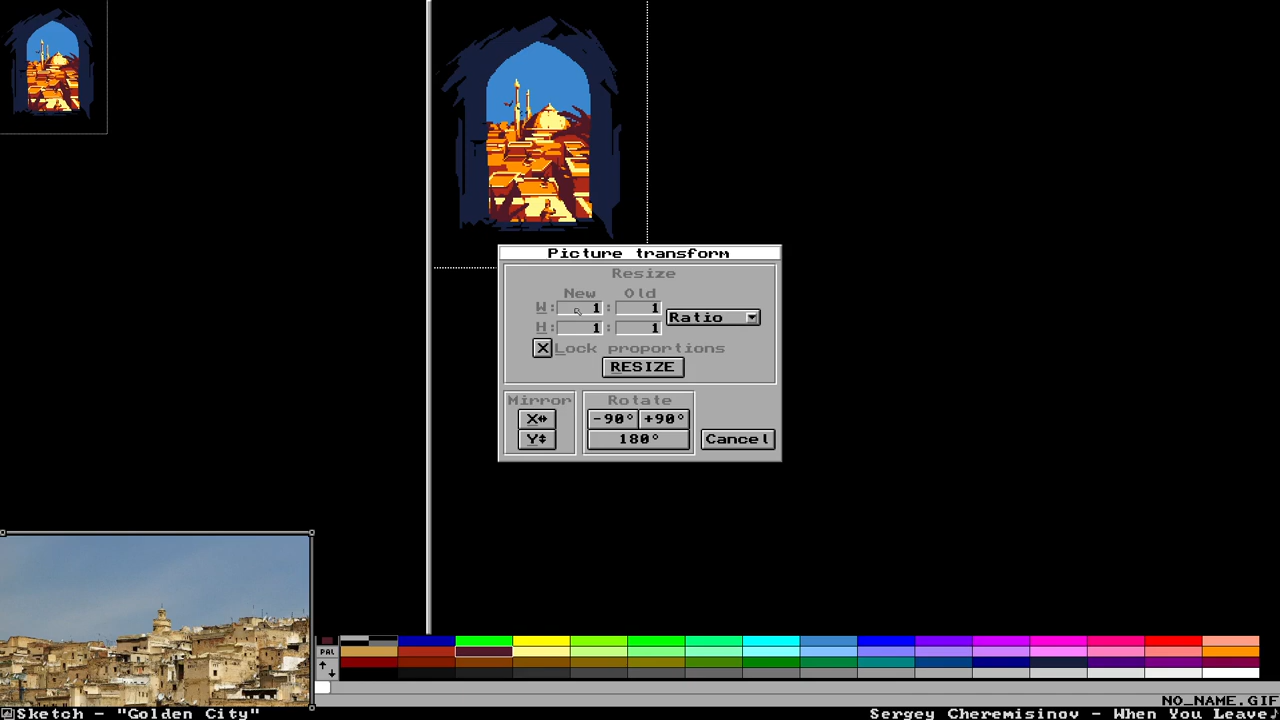 Picture transform
Resize
New Old
W: 1 : 1 Ratio
H: 1 : 1
X Lock proportions
RESIZE
Mirror Rotate
X↔ -90° +90°
Y↕ 180° Cancel
PAL
NO_NAME.GIF
Sketch - "Golden City" Sergey Cheremisinov - When You Leave♪